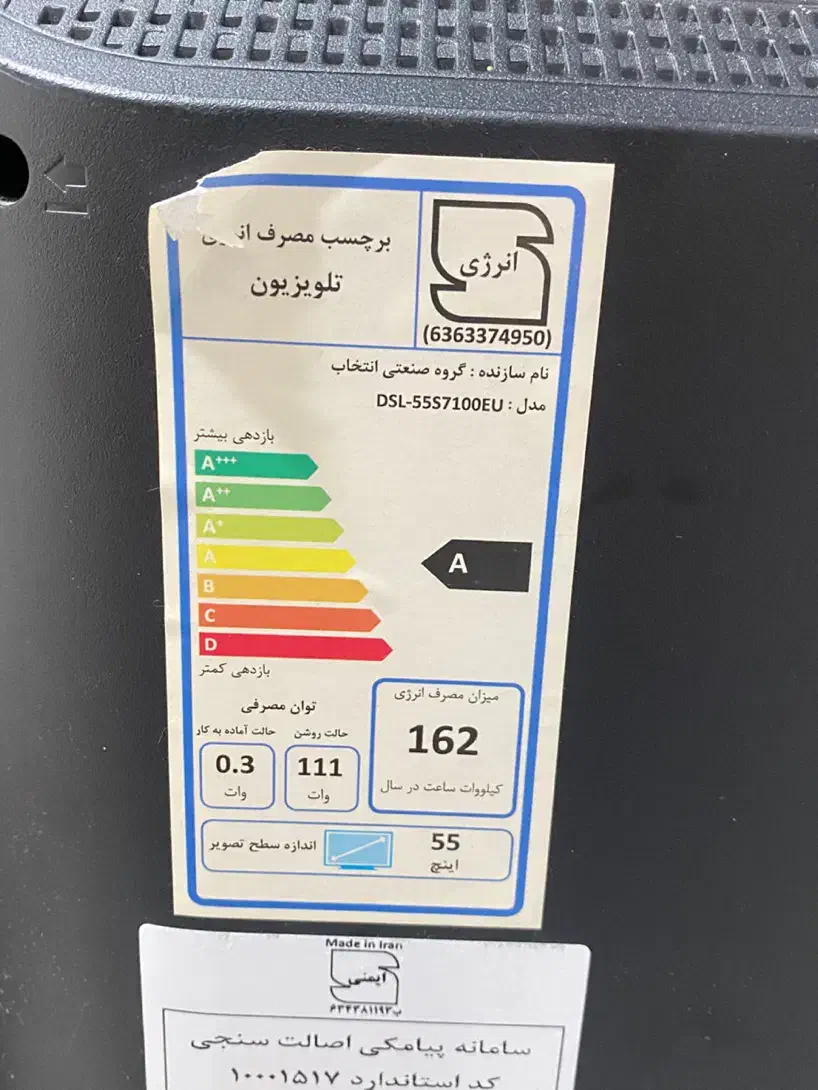 برچسب مصرف انرژی
تلویزیون
انرژی
(6363374950)
نام سازنده : گروه صنعتی انتخاب
مدل : DSL-55S7100EU
بازدهی بیشتر
A+++
A++
A+
A
B
C
D
A
بازدهی کمتر
میزان مصرف انرژی
162
کیلووات ساعت در سال
توان مصرفی
حالت روشن
111
وات
حالت آماده به کار
0.3
وات
55
اینچ
اندازه سطح تصویر
Made in Iran
ایمنی
سامانه پیامکی اصالت سنجی
کد استاندارد ۱۰۰۰۱۵۱۷